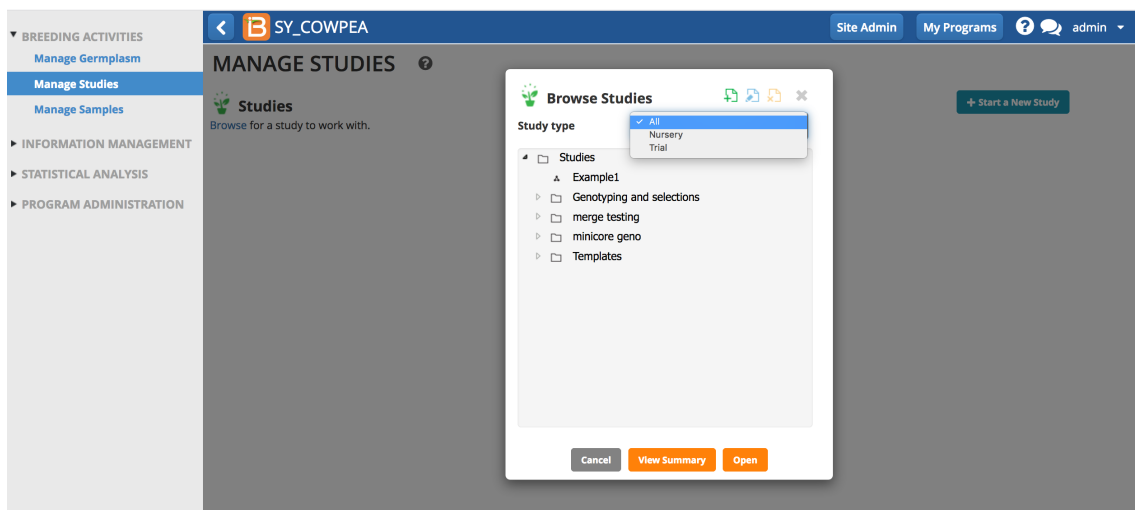 BREEDING ACTIVITIES
Manage Germplasm
Manage Studies
Manage Samples
INFORMATION MANAGEMENT
STATISTICAL ANALYSIS
PROGRAM ADMINISTRATION
SY_COWPEA
Site Admin
My Programs
admin
MANAGE STUDIES
Studies
Browse for a study to work with.
+ Start a New Study
Browse Studies
Study type
All
Nursery
Trial
Studies
Example1
Genotyping and selections
merge testing
minicore geno
Templates
Cancel
View Summary
Open